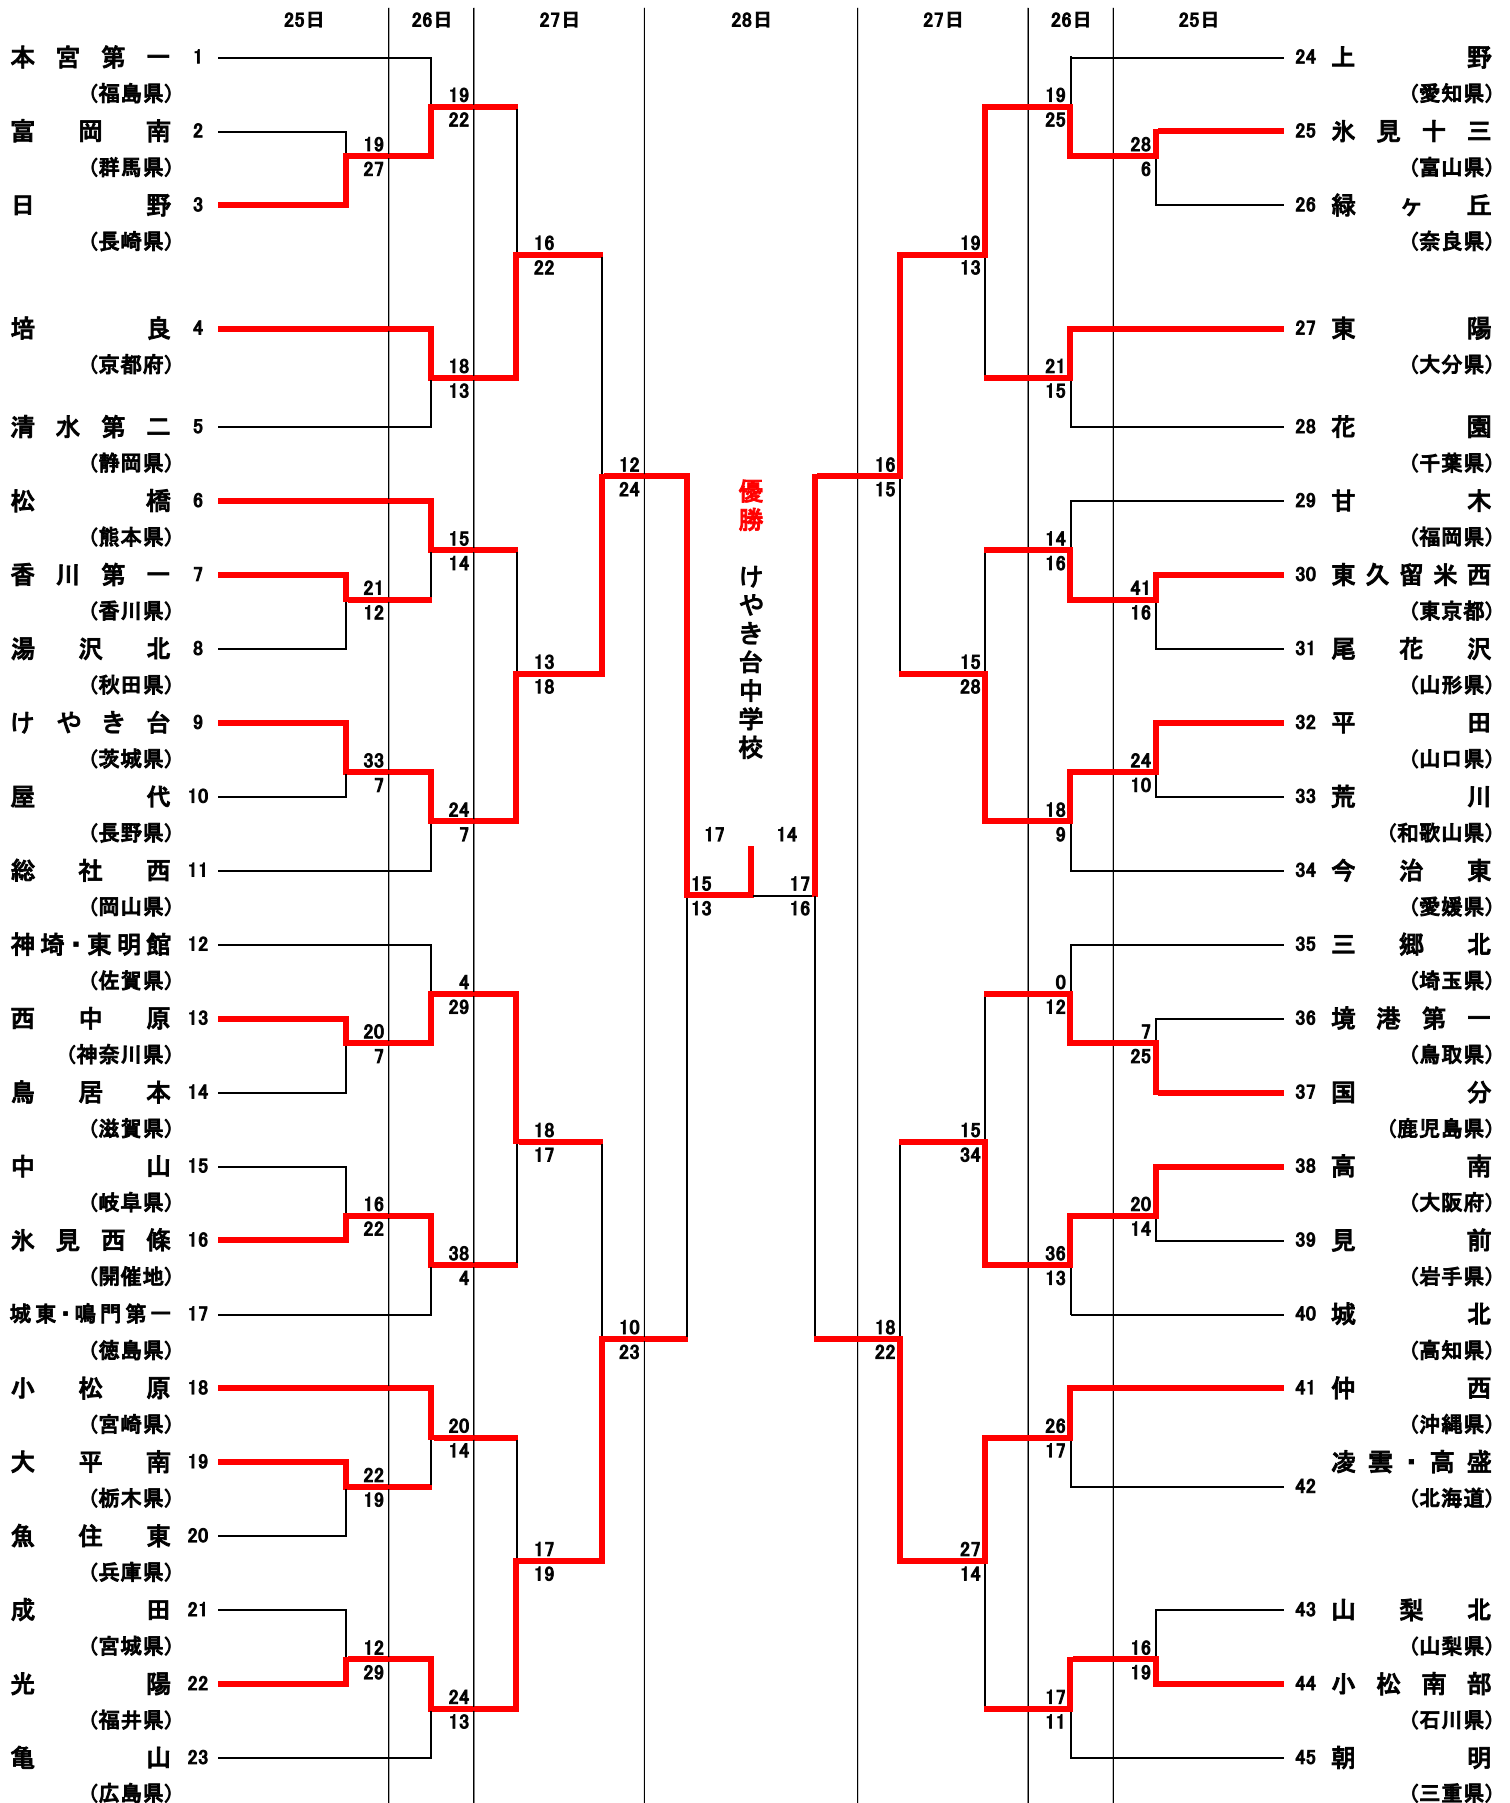 25日 26日 27日 28日 27日 26日 25日
本宮第一 1
（福島県）
富岡南 2
（群馬県）
日野 3
（長崎県）
培良 4
（京都府）
清水第二 5
（静岡県）
松橋 6
（熊本県）
香川第一 7
（香川県）
湯沢北 8
（秋田県）
けやき台 9
（茨城県）
屋代 10
（長野県）
総社西 11
（岡山県）
神埼・東明館 12
（佐賀県）
西中原 13
（神奈川県）
鳥居本 14
（滋賀県）
中山 15
（岐阜県）
氷見西條 16
（開催地）
城東・鳴門第一 17
（徳島県）
小松原 18
（宮崎県）
大平南 19
（栃木県）
魚住東 20
（兵庫県）
成田 21
（宮城県）
光陽 22
（福井県）
亀山 23
（広島県）
19
27
21
12
33
7
20
7
16
22
22
19
12
29
19
22
18
13
15
14
24
7
4
29
38
4
20
14
24
13
16
22
13
18
18
17
17
19
12
24
10
23
15
13
17 14
優勝 けやき台中学校
17
16
16
15
18
22
19
13
15
28
15
34
27
14
19
25
21
15
14
16
18
9
0
12
36
13
26
17
17
11
28
6
41
16
24
10
7
25
20
14
16
19
24 上野
（愛知県）
25 氷見十三
（富山県）
26 緑ヶ丘
（奈良県）
27 東陽
（大分県）
28 花園
（千葉県）
29 甘木
（福岡県）
30 東久留米西
（東京都）
31 尾花沢
（山形県）
32 平田
（山口県）
33 荒川
（和歌山県）
34 今治東
（愛媛県）
35 三郷北
（埼玉県）
36 境港第一
（鳥取県）
37 国分
（鹿児島県）
38 高南
（大阪府）
39 見前
（岩手県）
40 城北
（高知県）
41 仲西
（沖縄県）
42 凌雲・高盛
（北海道）
43 山梨北
（山梨県）
44 小松南部
（石川県）
45 朝明
（三重県）